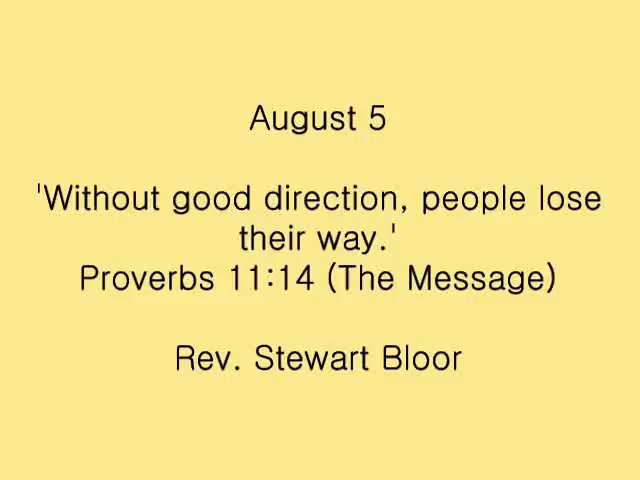 August 5
'Without good direction, people lose
their way.'
Proverbs 11:14 (The Message)
Rev. Stewart Bloor